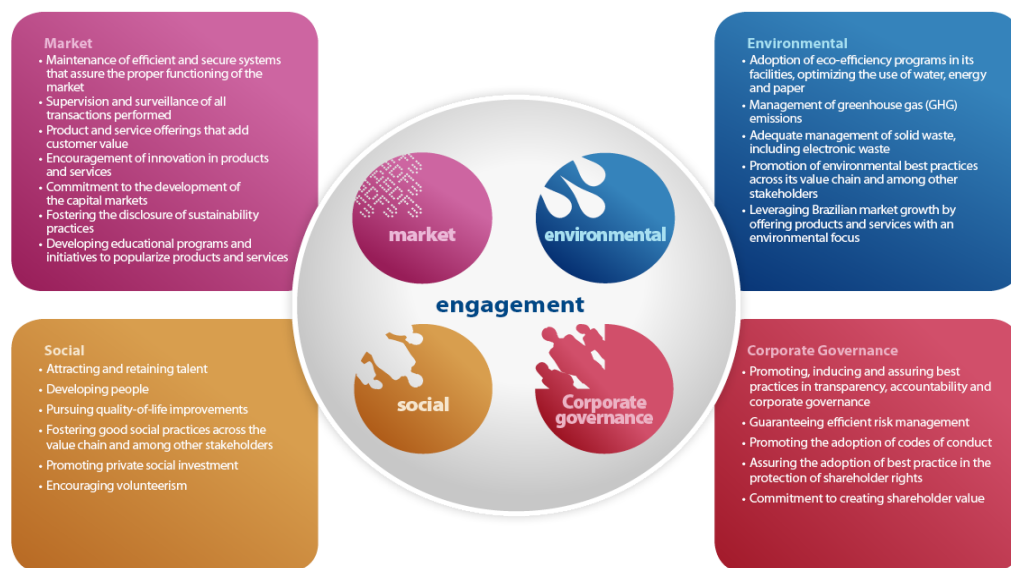 Market
• Maintenance of efficient and secure systems
that assure the proper functioning of the
market
• Supervision and surveillance of all
transactions performed
• Product and service offerings that add
customer value
• Encouragement of innovation in products
and services
• Commitment to the development of
the capital markets
• Fostering the disclosure of sustainability
practices
• Developing educational programs and
initiatives to popularize products and services
Environmental
• Adoption of eco-efficiency programs in its
facilities, optimizing the use of water, energy
and paper
• Management of greenhouse gas (GHG)
emissions
• Adequate management of solid waste,
including electronic waste
• Promotion of environmental best practices
across its value chain and among other
stakeholders
• Leveraging Brazilian market growth by
offering products and services with an
environmental focus
market
environmental
engagement
social
Corporate
governance
Social
• Attracting and retaining talent
• Developing people
• Pursuing quality-of-life improvements
• Fostering good social practices across the
value chain and among other stakeholders
• Promoting private social investment
• Encouraging volunteerism
Corporate Governance
• Promoting, inducing and assuring best
practices in transparency, accountability and
corporate governance
• Guaranteeing efficient risk management
• Promoting the adoption of codes of conduct
• Assuring the adoption of best practice in the
protection of shareholder rights
• Commitment to creating shareholder value